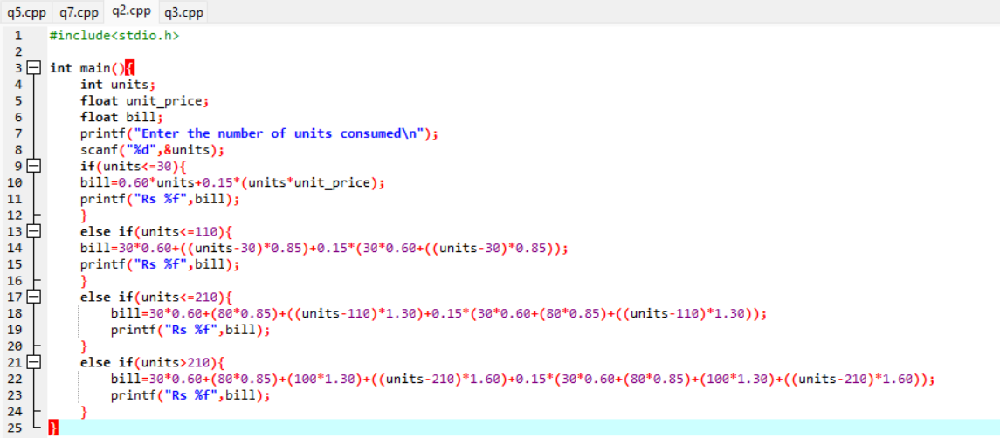 q5.cpp q7.cpp q2.cpp q3.cpp
1 #include<stdio.h>
2
3 int main(){
4 int units;
5 float unit_price;
6 float bill;
7 printf("Enter the number of units consumed\n");
8 scanf("%d",&units);
9 if(units<=30){
10 bill=0.60*units+0.15*(units*unit_price);
11 printf("Rs %f",bill);
12 }
13 else if(units<=110){
14 bill=30*0.60+((units-30)*0.85)+0.15*(30*0.60+((units-30)*0.85));
15 printf("Rs %f",bill);
16 }
17 else if(units<=210){
18 bill=30*0.60+(80*0.85)+((units-110)*1.30)+0.15*(30*0.60+(80*0.85)+((units-110)*1.30));
19 printf("Rs %f",bill);
20 }
21 else if(units>210){
22 bill=30*0.60+(80*0.85)+(100*1.30)+((units-210)*1.60)+0.15*(30*0.60+(80*0.85)+(100*1.30)+((units-210)*1.60));
23 printf("Rs %f",bill);
24 }
25 }